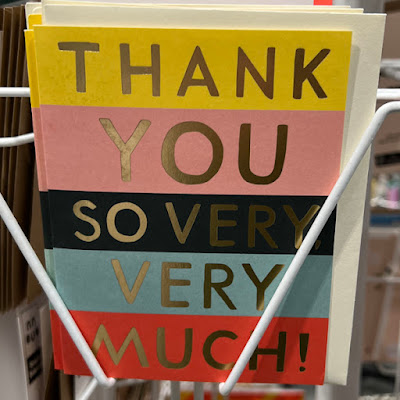 THANK
YOU
SO VERY,
VERY
MUCH!